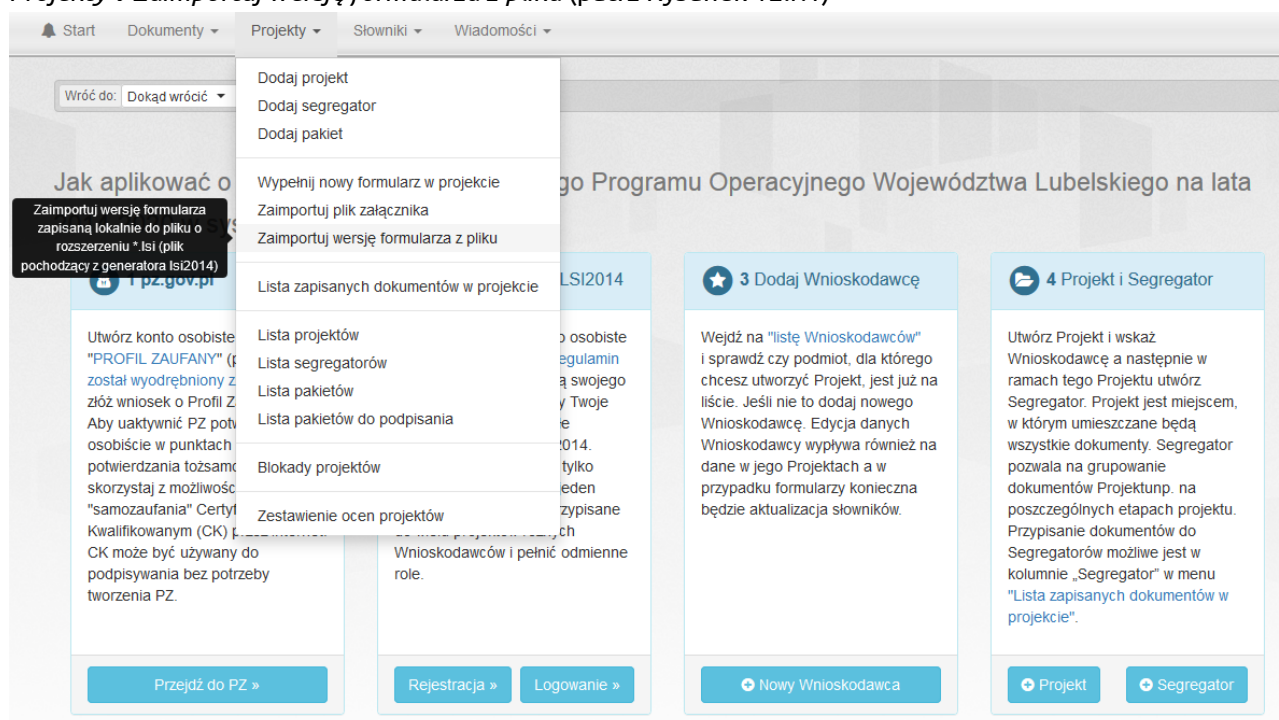 Projekty Zaimportuj wersję formularza z pliku (patrz Rysunek
Start Dokumenty Projekty Słowniki Wiadomości
Wróć do: Dokąd wrócić
Dodaj projekt
Dodaj segregator
Dodaj pakiet
Wypełnij nowy formularz w projekcie
Zaimportuj plik załącznika
Zaimportuj wersję formularza z pliku
Lista zapisanych dokumentów w projekcie
Lista projektów
Lista segregatorów
Lista pakietów
Lista pakietów do podpisania
Blokady projektów
Zestawienie ocen projektów
Jak aplikować o go Programu Operacyjnego Województwa Lubelskiego na lata
Zaimportuj wersję formularza
zapisaną lokalnie do pliku o
rozszerzeniu *.lsi (plik
pochodzący z generatora lsi2014)
1 pz.gov.pl
Utwórz konto osobiste
"PROFIL ZAUFANY"
został wyodrębniony z
złóż wniosek o Profil Z
Aby uaktywnić PZ potw
osobiście w punktach
potwierdzania tożsamo
skorzystaj z możliwośc
"samozaufania" Certyf
Kwalifikowanym (CK)
CK może być używany do
podpisywania bez potrzeby
tworzenia PZ.
Przejdź do PZ »
LSI2014
osobiste
egulamin
ą swojego
y Twoje
014.
tylko
eden
zypisane
Wnioskodawców i pełnić odmienne
role.
Rejestracja » Logowanie »
3 Dodaj Wnioskodawcę
Wejdź na "listę Wnioskodawców"
i sprawdź czy podmiot, dla którego
chcesz utworzyć Projekt, jest już na
liście. Jeśli nie to dodaj nowego
Wnioskodawcę. Edycja danych
Wnioskodawcy wypływa również na
dane w jego Projektach a w
przypadku formularzy konieczna
będzie aktualizacja słowników.
Nowy Wnioskodawca
4 Projekt i Segregator
Utwórz Projekt i wskaż
Wnioskodawcę a następnie w
ramach tego Projektu utwórz
Segregator. Projekt jest miejscem,
w którym umieszczane będą
wszystkie dokumenty. Segregator
pozwala na grupowanie
dokumentów Projektunp. na
poszczególnych etapach projektu.
Przypisanie dokumentów do
Segregatorów możliwe jest w
kolumnie „Segregator" w menu
"Lista zapisanych dokumentów w
projekcie".
Projekt Segregator